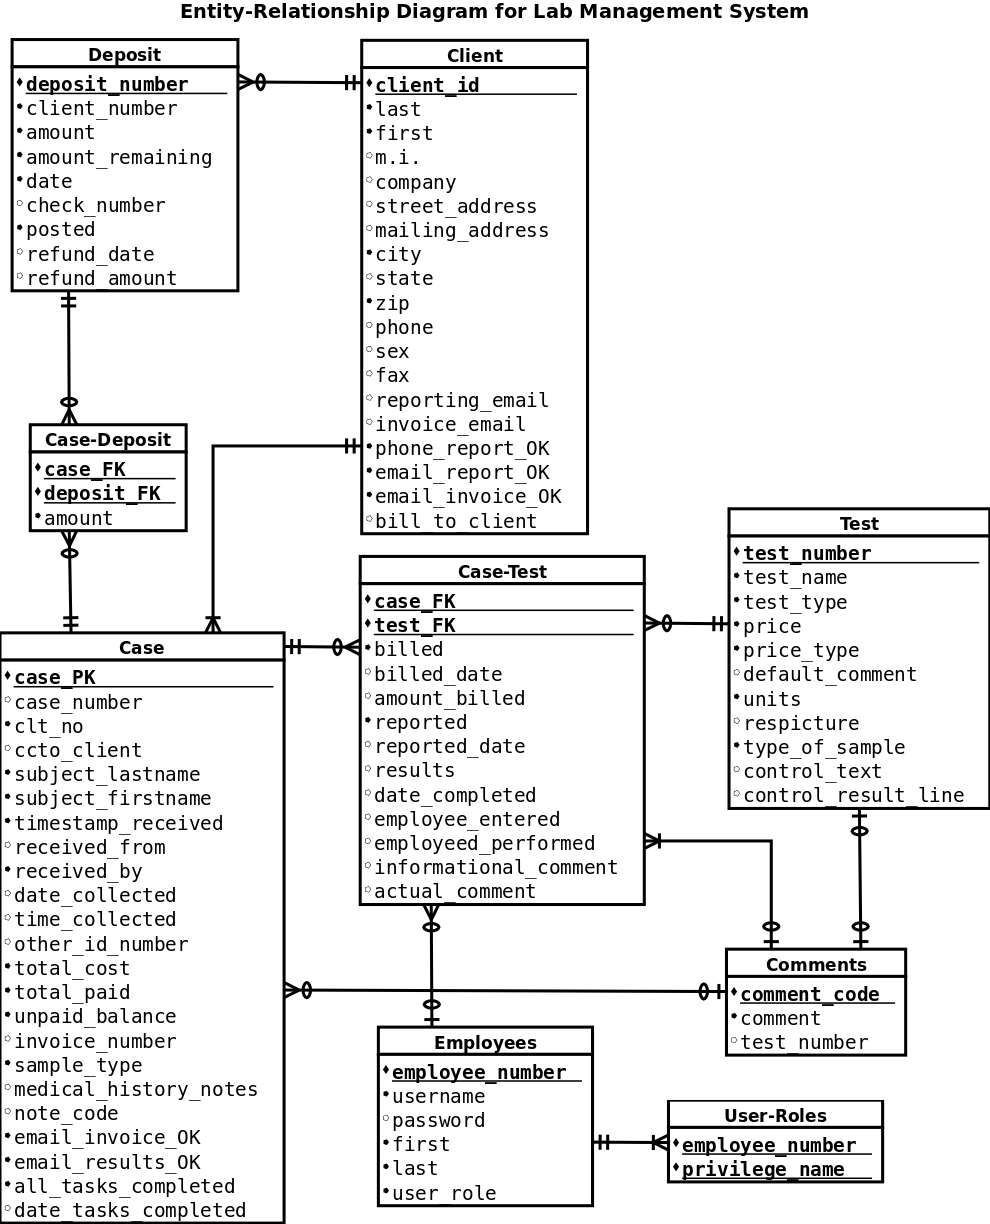 Entity-Relationship Diagram for Lab Management System
Deposit
deposit_number
client_number
amount
amount_remaining
date
check_number
posted
refund_date
refund_amount
Client
client_id
last
first
m.i.
company
street_address
mailing_address
city
state
zip
phone
sex
fax
reporting_email
invoice_email
phone_report_OK
email_report_OK
email_invoice_OK
bill_to_client
Case-Deposit
case_FK
deposit_FK
amount
Case-Test
case_FK
test_FK
billed
billed_date
amount_billed
reported
reported_date
results
date_completed
employee_entered
employeed_performed
informational_comment
actual_comment
Test
test_number
test_name
test_type
price
price_type
default_comment
units
respicture
type_of_sample
control_text
control_result_line
Case
case_PK
case_number
clt_no
ccto_client
subject_lastname
subject_firstname
timestamp_received
received_from
received_by
date_collected
time_collected
other_id_number
total_cost
total_paid
unpaid_balance
invoice_number
sample_type
medical_history_notes
note_code
email_invoice_OK
email_results_OK
all_tasks_completed
date_tasks_completed
Comments
comment_code
comment
test_number
Employees
employee_number
username
password
first
last
user_role
User-Roles
employee_number
privilege_name